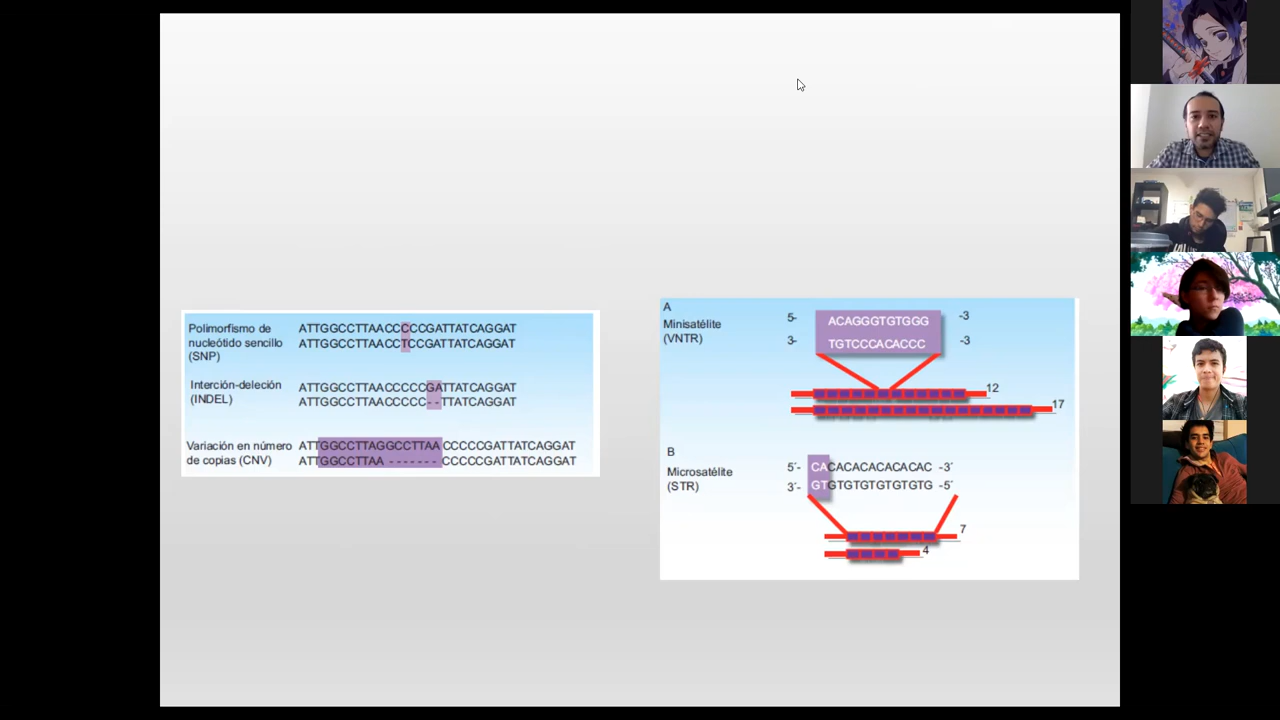 Polimorfismo de
nucleótido sencillo
(SNP)
ATTGGCCTTAACCCCCGATTATCAGGAT
ATTGGCCTTAACCTCCGATTATCAGGAT
Interción-deleción
(INDEL)
ATTGGCCTTAACCCCCGATTATCAGGAT
ATTGGCCTTAACCCCC--TTATCAGGAT
Variación en número
de copias (CNV)
ATTGGCCTTAGGCCTTAA CCCCCGATTATCAGGAT
ATTGGCCTTAA ------- CCCCCGATTATCAGGAT
A
Minisatélite
(VNTR)
5- ACAGGGTGTGGG -3
3- TGTCCCACACCC -3
12
17
B
Microsatélite
(STR)
5´- CACACACACACACAC -3´
3´- GTGTGTGTGTGTGTG -5´
7
4